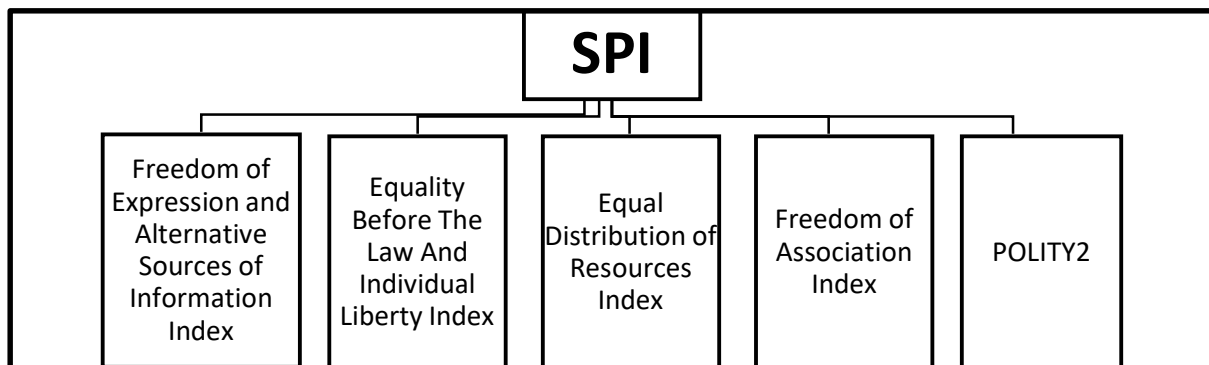 SPI
Freedom of
Expression and
Alternative
Sources of
Information
Index
Equality
Before The
Law And
Individual
Liberty Index
Equal
Distribution of
Resources
Index
Freedom of
Association
Index
POLITY2